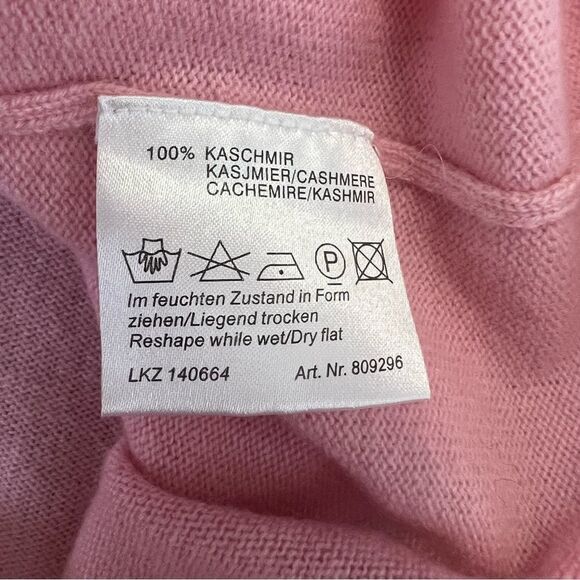 100% KASCHMIR
KASJMIER/CASHMERE
CACHEMIRE/KASHMIR
P
Im feuchten Zustand in Form
ziehen/Liegend trocken
Reshape while wet/Dry flat
LKZ 140664 Art. Nr. 809296